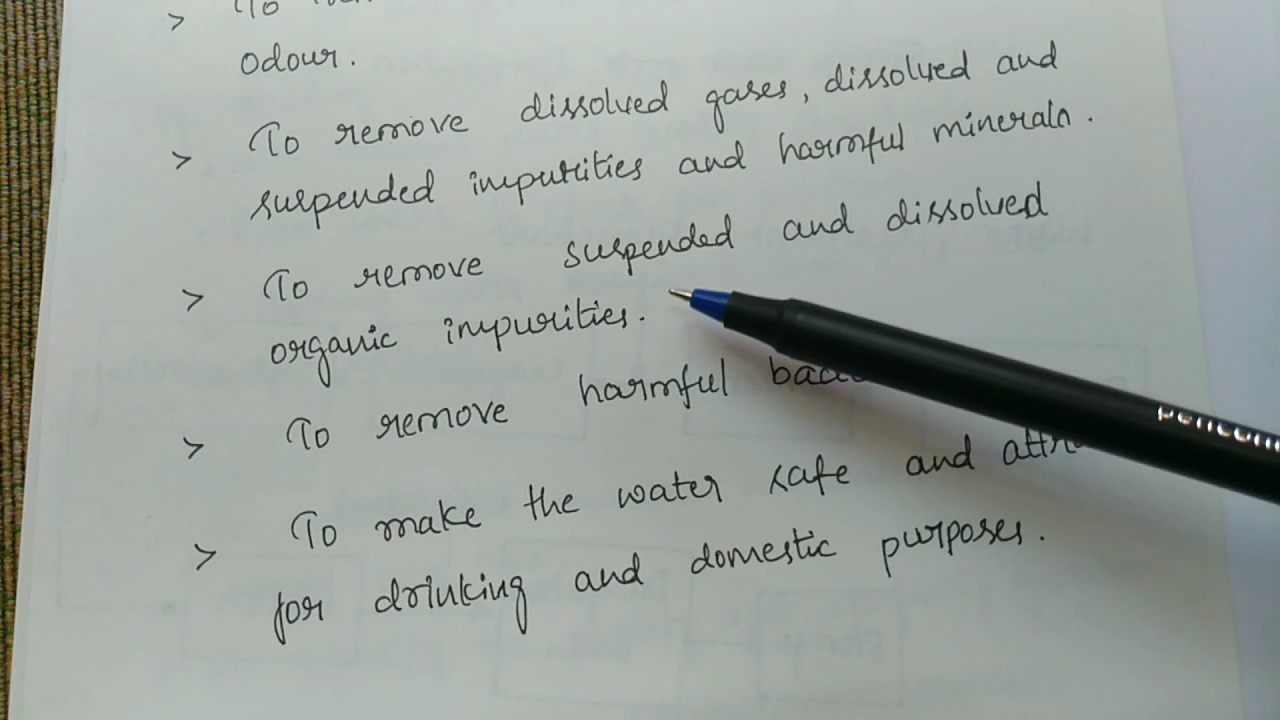 > To
odour.
> To remove dissolved gases, dissolved and
suspended impurities and harmful minerals.
> To remove suspended and dissolved
organic impurities.
> To remove harmful
> To make the water safe and
for drinking and domestic purposes.